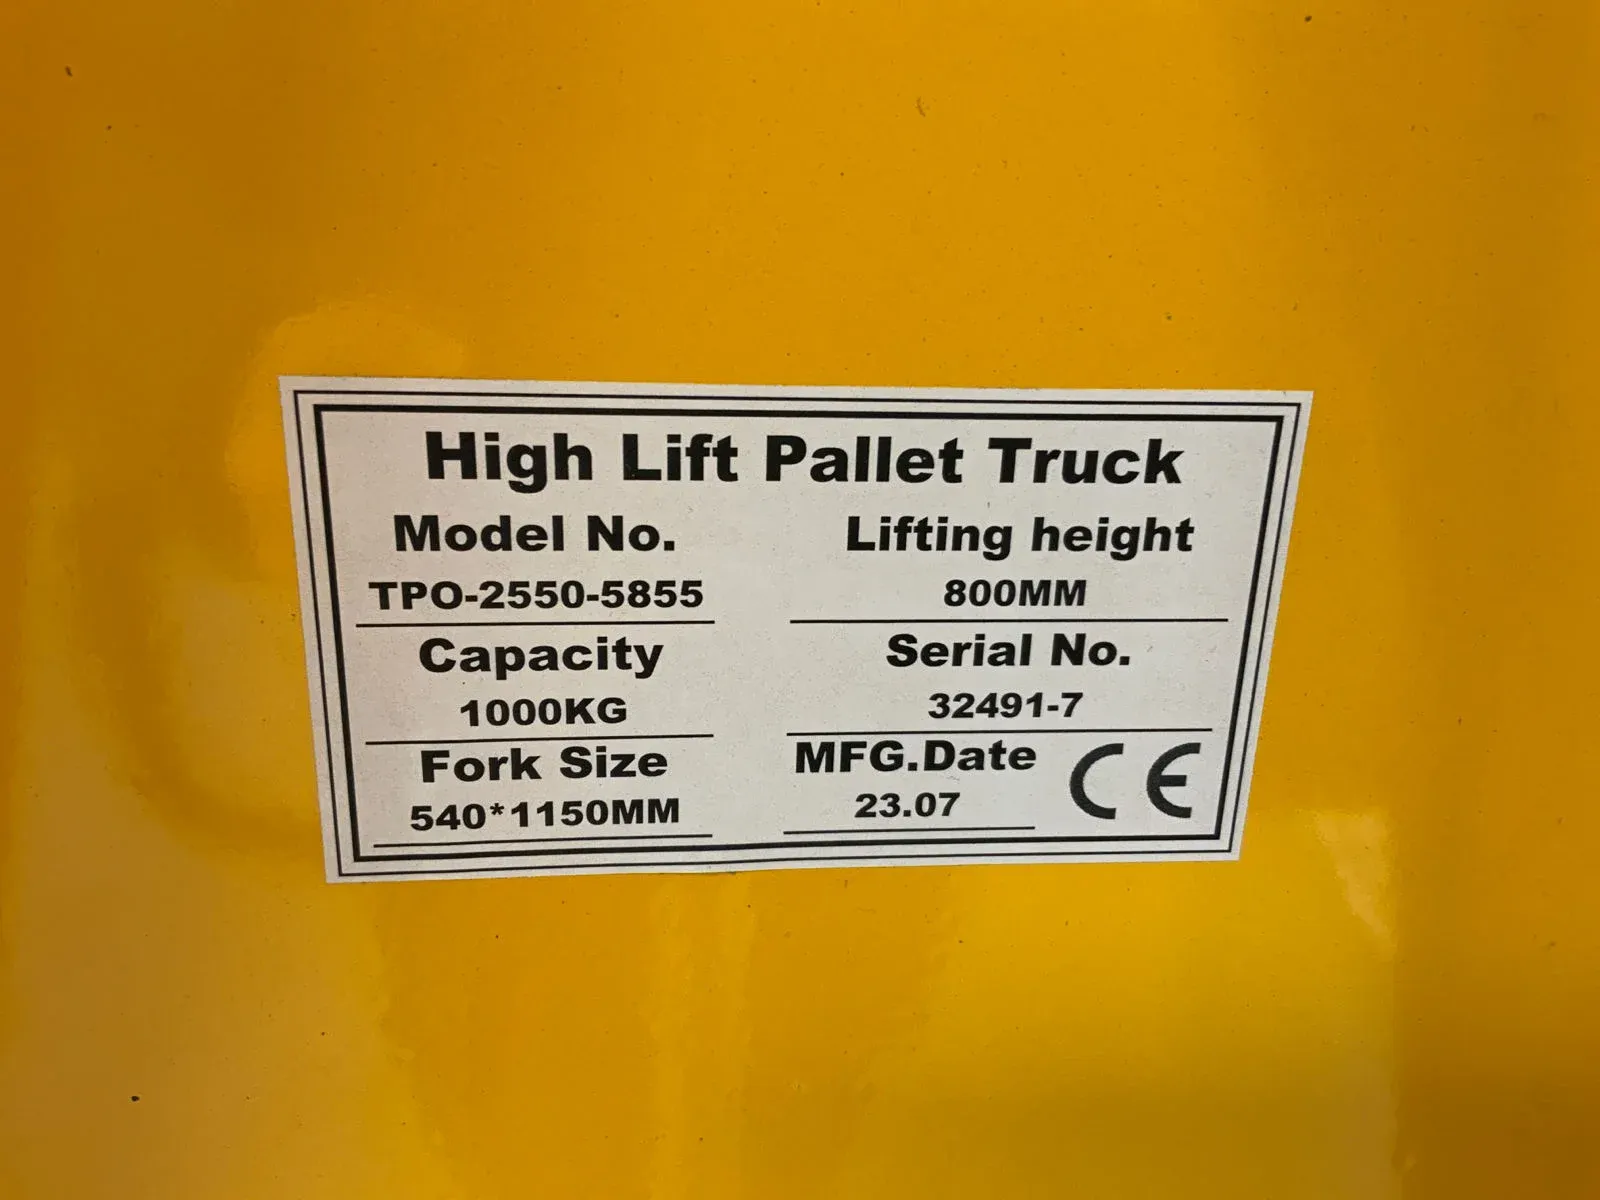 High Lift Pallet Truck
Model No.
TPO-2550-5855
Lifting height
800MM
Capacity
1000KG
Serial No.
32491-7
Fork Size
540*1150MM
MFG.Date
23.07
CE